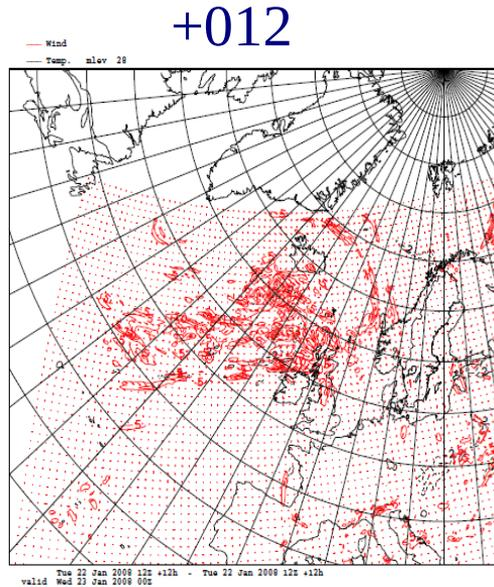 +012
Wind
Temp. mlev 28
Tue 22 Jan 2008 12Z +12h - Tue 22 Jan 2008 12Z +12h
valid Wed 23 Jan 2008 00Z